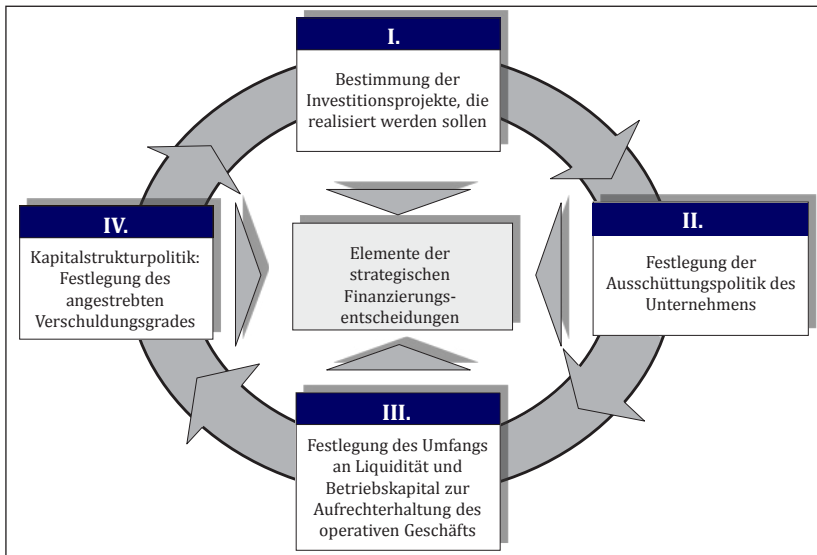 I.
Bestimmung der
Investitionsprojekte, die
realisiert werden sollen
II.
Festlegung der
Ausschüttungspolitik des
Unternehmens
III.
Festlegung des Umfangs
an Liquidität und
Betriebskapital zur
Aufrechterhaltung des
operativen Geschäfts
IV.
Kapitalstrukturpolitik:
Festlegung des
angestrebten
Verschuldungsgrades
Elemente der
strategischen
Finanzierungs-
entscheidungen